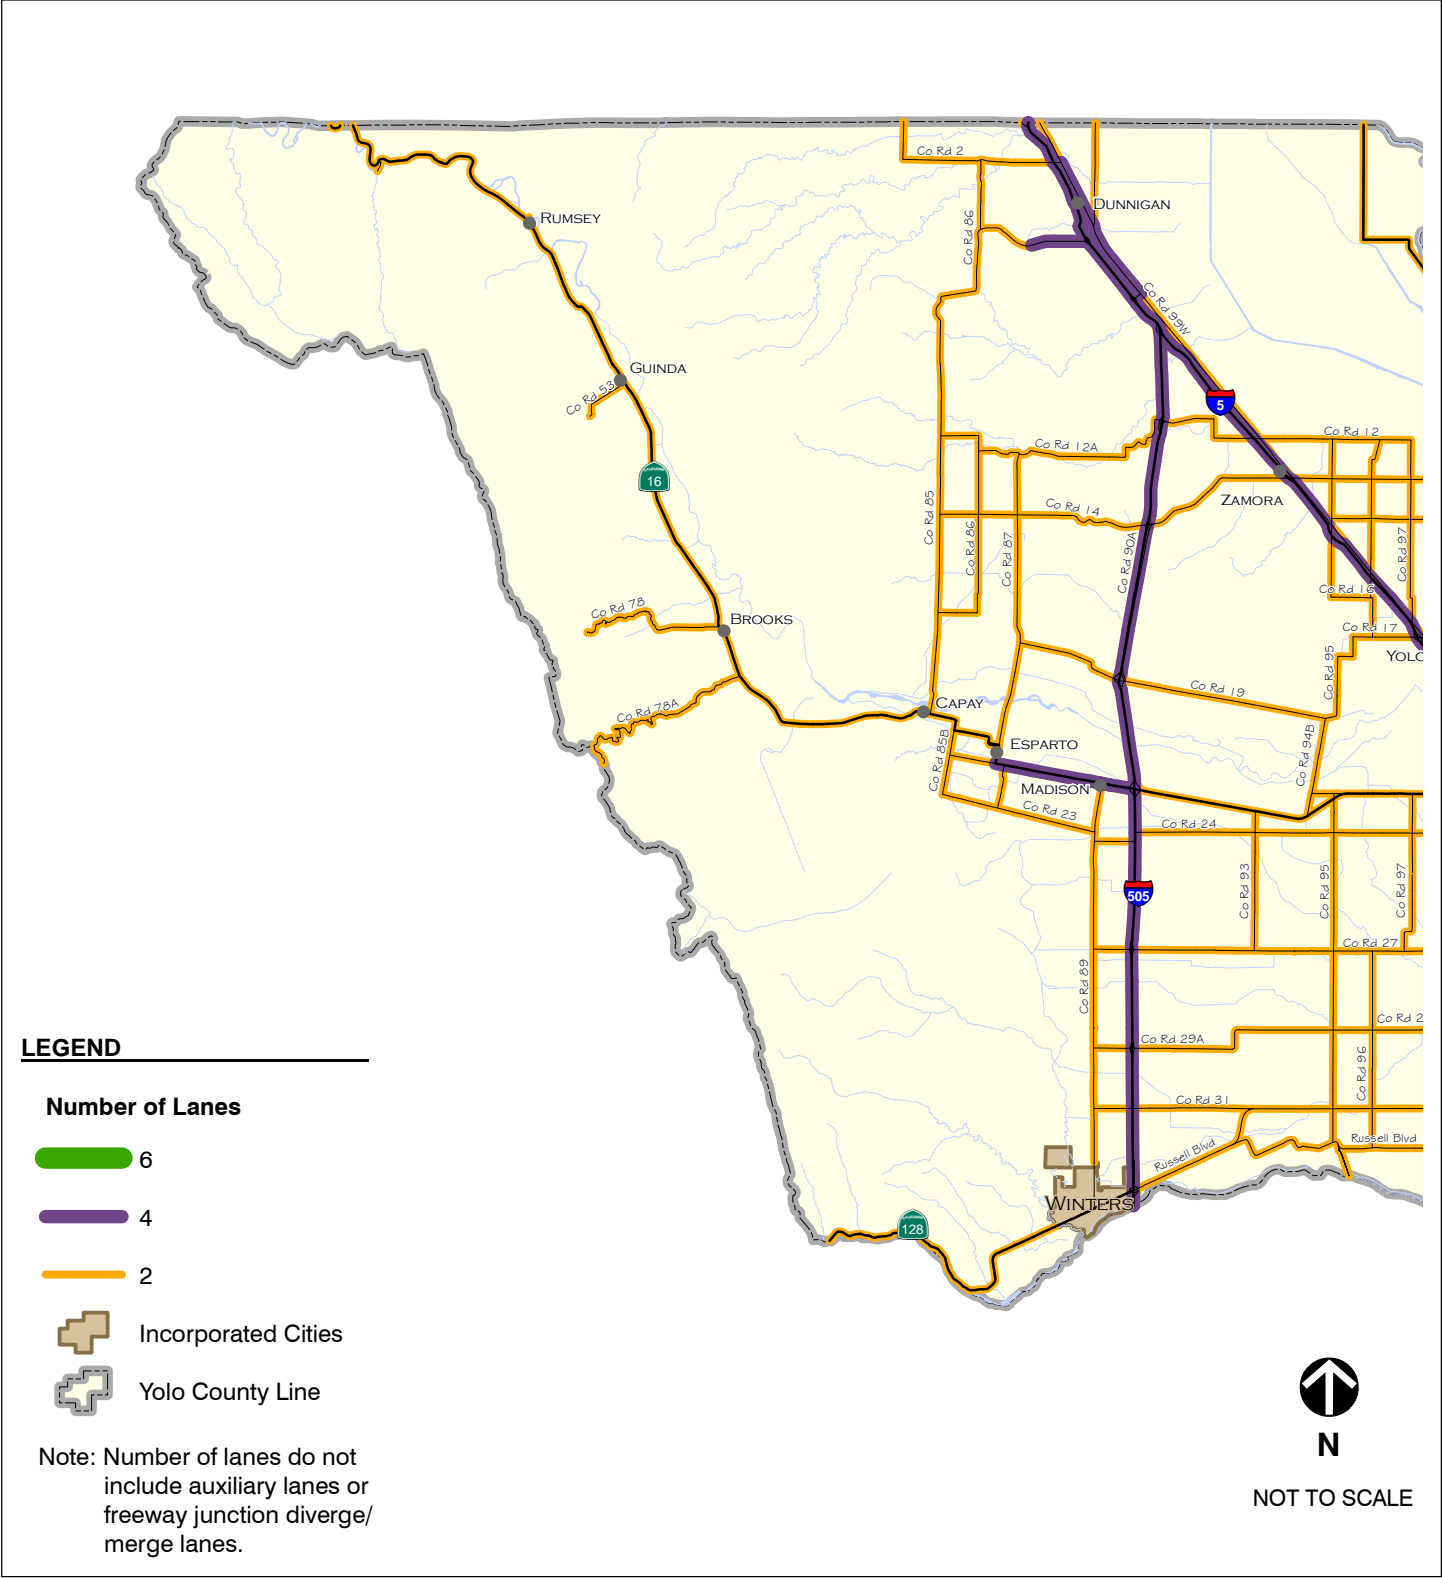 Co Rd 2
DUNNIGAN
RUMSEY
Co Rd 86
Co Rd 99W
GUINDA
Co Rd 53
5
Co Rd 12
Co Rd 12A
CALIFORNIA
16
ZAMORA
Co Rd 85
Co Rd 14
Co Rd 86
Co Rd 87
Co Rd 90A
Co Rd 97
Co Rd 16
Co Rd 78
BROOKS
Co Rd 17
YOLO
Co Rd 95
Co Rd 19
Co Rd 78A
CAPAY
Co Rd 85B
ESPARTO
Co Rd 94B
MADISON
Co Rd 23
Co Rd 24
505
Co Rd 93
Co Rd 95
Co Rd 97
Co Rd 27
Co Rd 89
Co Rd 2
Co Rd 29A
Co Rd 96
Co Rd 31
Russell Blvd
Russell Blvd
WINTERS
128
LEGEND
Number of Lanes
6
4
2
Incorporated Cities
Yolo County Line
Note: Number of lanes do not
include auxiliary lanes or
freeway junction diverge/
merge lanes.
N
NOT TO SCALE